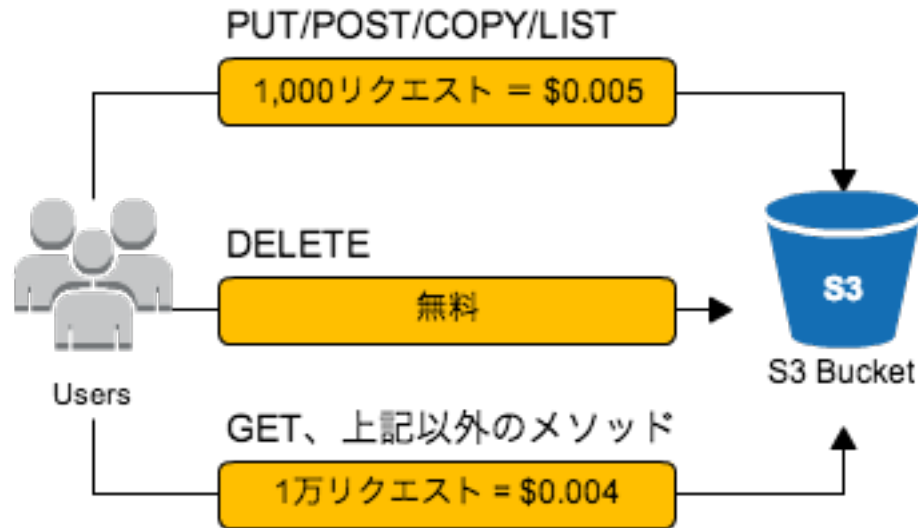 PUT/POST/COPY/LIST
1,000リクエスト = $0.005
DELETE
無料
S3
S3 Bucket
Users
GET、上記以外のメソッド
1万リクエスト = $0.004